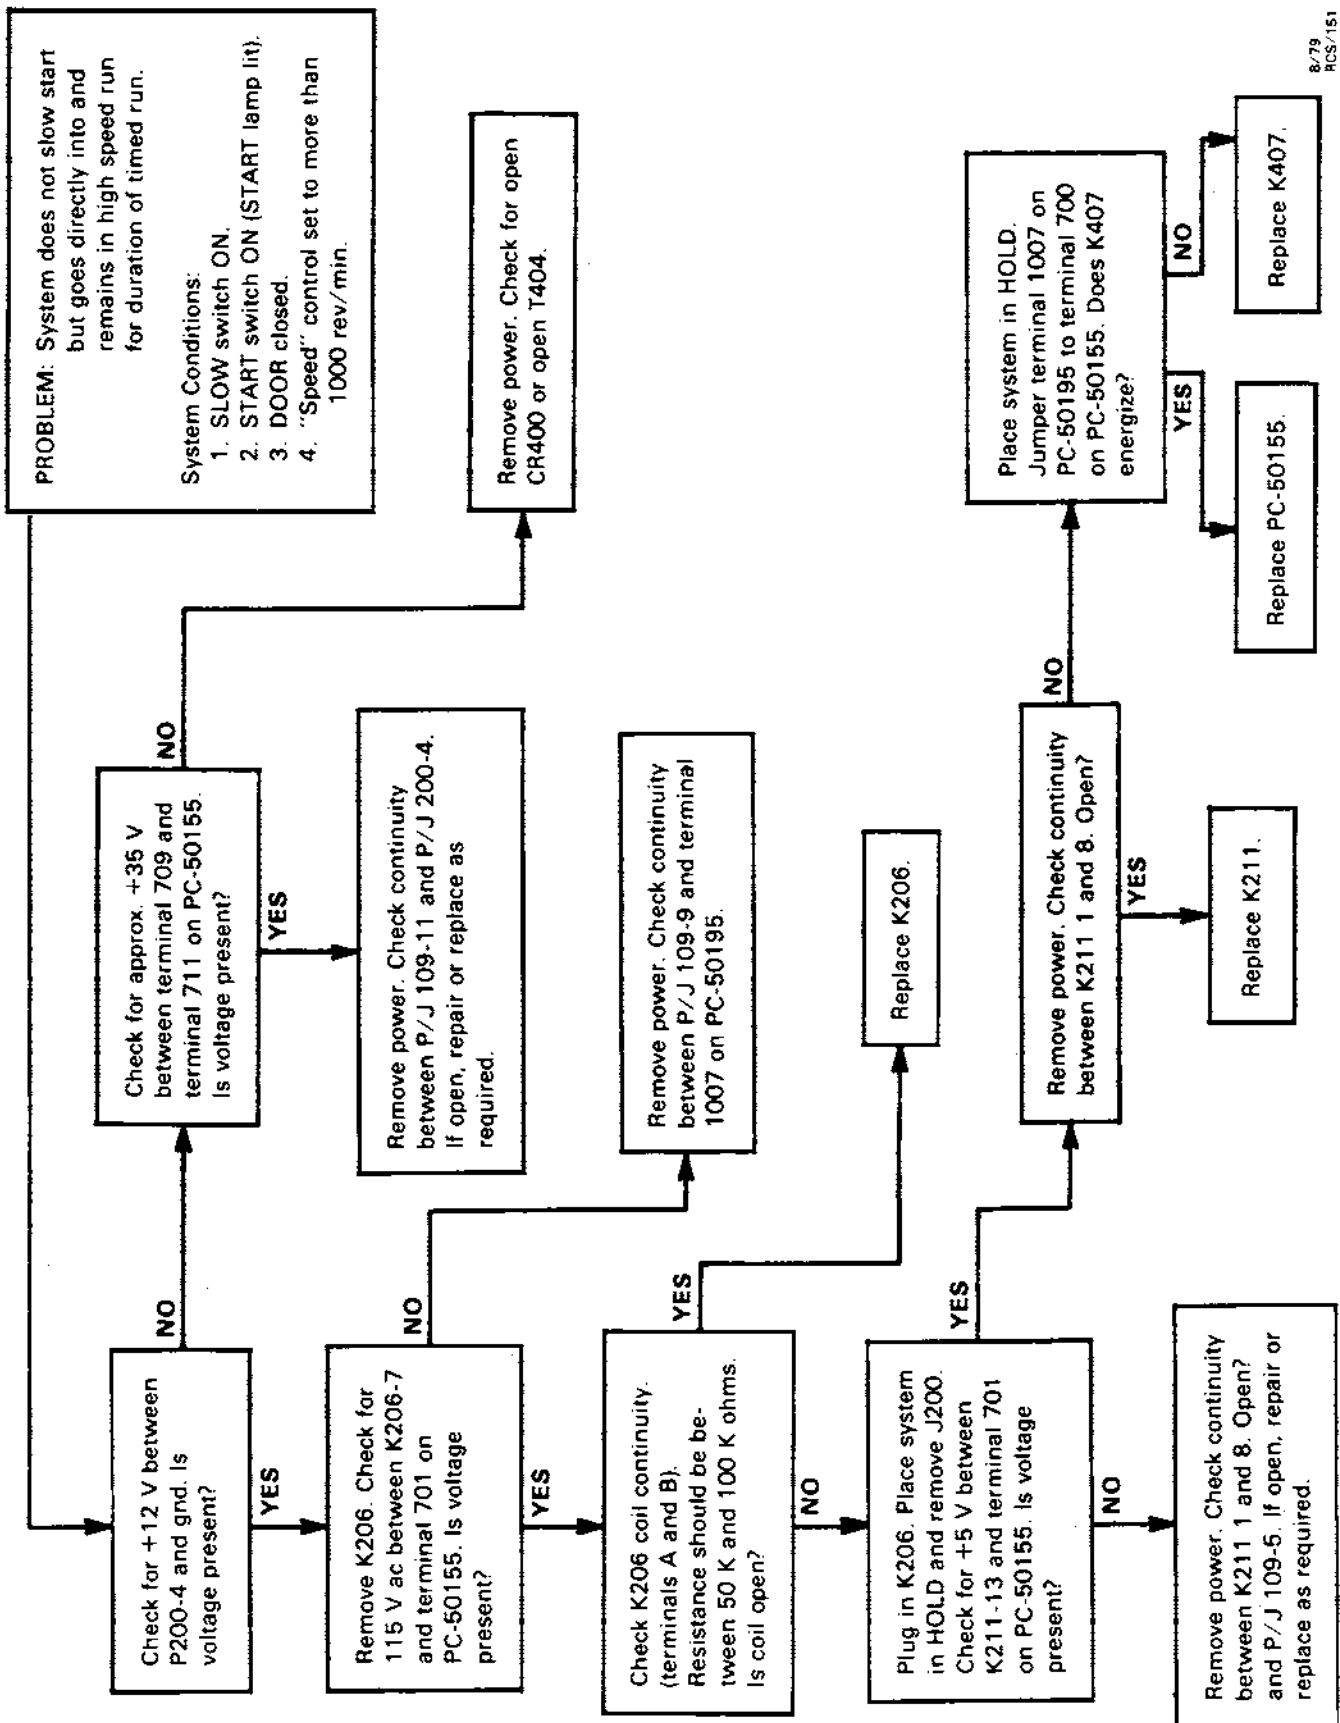 PROBLEM: System does not slow start
but goes directly into and
remains in high speed run
for duration of timed run.
System Conditions:
1. SLOW switch ON.
2. START switch ON (START lamp lit).
3. DOOR closed.
4. "Speed" control set to more than
1000 rev/min.
Check for +12 V between
P200-4 and gnd. Is
voltage present?
NO
YES
Check for approx. +35 V
between terminal 709 and
terminal 711 on PC-50155.
Is voltage present?
NO
YES
Remove power. Check for open
CR400 or open T404.
Remove power. Check continuity
between P/J 109-11 and P/J 200-4.
If open, repair or replace as
required.
Remove K206. Check for
115 V ac between K206-7
and terminal 701 on
PC-50155. Is voltage
present?
NO
YES
Remove power. Check continuity
between P/J 109-9 and terminal
1007 on PC-50195.
Check K206 coil continuity.
(terminals A and B).
Resistance should be be-
tween 50 K and 100 K ohms.
Is coil open?
YES
NO
Replace K206.
Plug in K206. Place system
in HOLD and remove J200.
Check for +5 V between
K211-13 and terminal 701
on PC-50155. Is voltage
present?
YES
NO
Remove power. Check continuity
between K211 1 and 8. Open?
NO
YES
Replace K211.
Place system in HOLD.
Jumper terminal 1007 on
PC-50195 to terminal 700
on PC-50155. Does K407
energize?
NO
YES
Replace K407.
Replace PC-50155.
Remove power. Check continuity
between K211 1 and 8. Open?
and P/J 109-5. If open, repair or
replace as required.
8/79
RCS/151